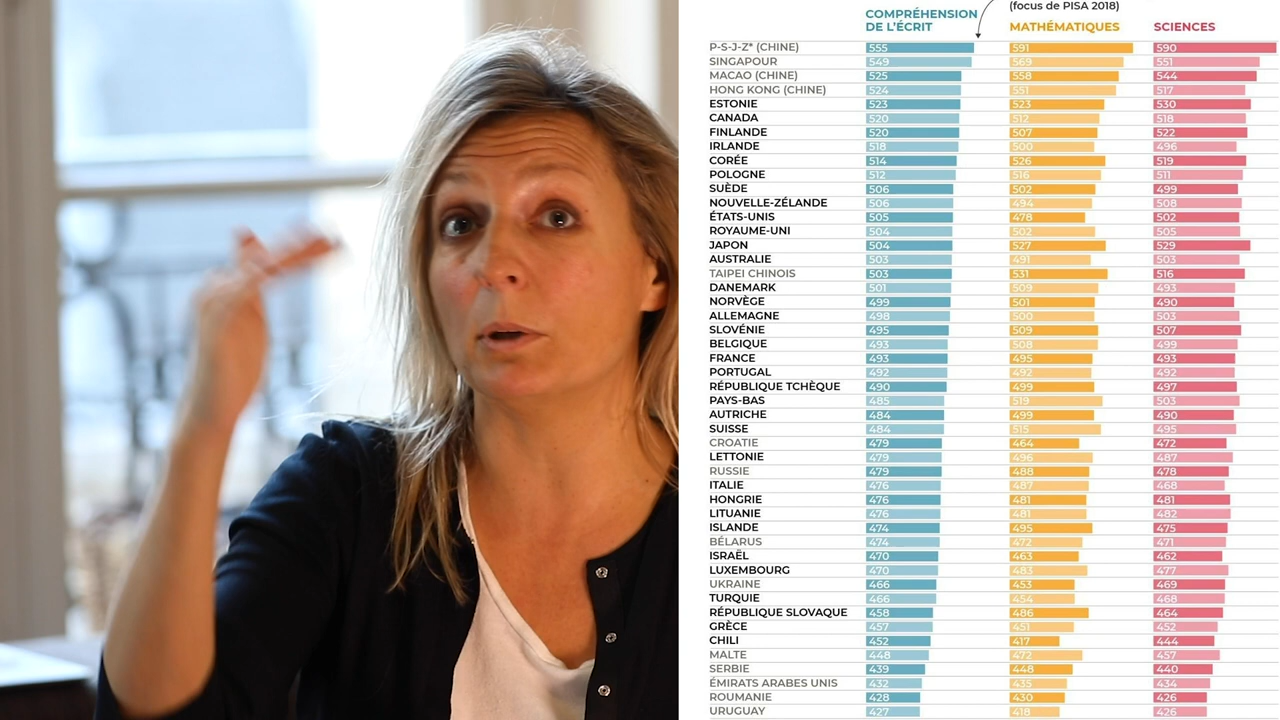 (focus de PISA 2018)
COMPRÉHENSION
DE L'ÉCRIT MATHÉMATIQUES SCIENCES
P-S-J-Z* (CHINE) 555 591 590
SINGAPOUR 549 569 551
MACAO (CHINE) 525 558 544
HONG KONG (CHINE) 524 551 517
ESTONIE 523 523 530
CANADA 520 512 518
FINLANDE 520 507 522
IRLANDE 518 500 496
CORÉE 514 526 519
POLOGNE 512 516 511
SUÈDE 506 502 499
NOUVELLE-ZÉLANDE 506 494 508
ÉTATS-UNIS 505 478 502
ROYAUME-UNI 504 502 505
JAPON 504 527 529
AUSTRALIE 503 491 503
TAIPEI CHINOIS 503 531 516
DANEMARK 501 509 493
NORVÈGE 499 501 490
ALLEMAGNE 498 500 503
SLOVÉNIE 495 509 507
BELGIQUE 493 508 499
FRANCE 493 495 493
PORTUGAL 492 492 492
RÉPUBLIQUE TCHÈQUE 490 499 497
PAYS-BAS 485 519 503
AUTRICHE 484 499 490
SUISSE 484 515 495
CROATIE 479 464 472
LETTONIE 479 496 487
RUSSIE 479 488 478
ITALIE 476 487 468
HONGRIE 476 481 481
LITUANIE 476 481 482
ISLANDE 474 495 475
BÉLARUS 474 472 471
ISRAËL 470 463 462
LUXEMBOURG 470 483 477
UKRAINE 466 453 469
TURQUIE 466 454 468
RÉPUBLIQUE SLOVAQUE 458 486 464
GRÈCE 457 451 452
CHILI 452 417 444
MALTE 448 472 457
SERBIE 439 448 440
ÉMIRATS ARABES UNIS 432 435 434
ROUMANIE 428 430 426
URUGUAY 427 418 426